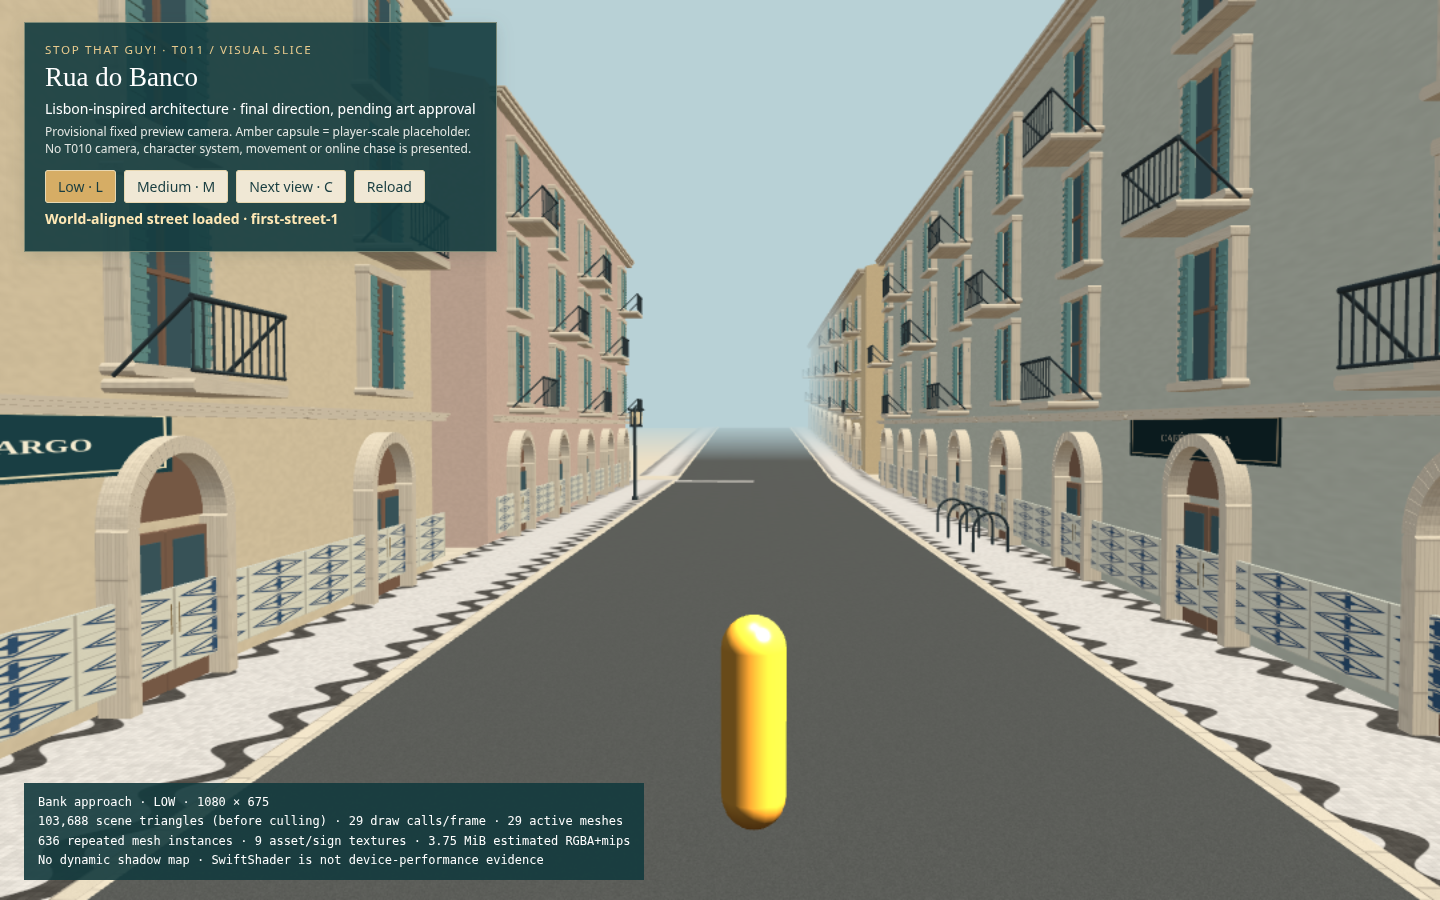 STOP THAT GUY! · T011 / VISUAL SLICE
Rua do Banco
Lisbon-inspired architecture · final direction, pending art approval
Provisional fixed preview camera. Amber capsule = player-scale placeholder.
No T010 camera, character system, movement or online chase is presented.
Low · L
Medium · M
Next view · C
Reload
World-aligned street loaded · first-street-1
ARGO
Bank approach · LOW · 1080 × 675
103,688 scene triangles (before culling) · 29 draw calls/frame · 29 active meshes
636 repeated mesh instances · 9 asset/sign textures · 3.75 MiB estimated RGBA+mips
No dynamic shadow map · SwiftShader is not device-performance evidence